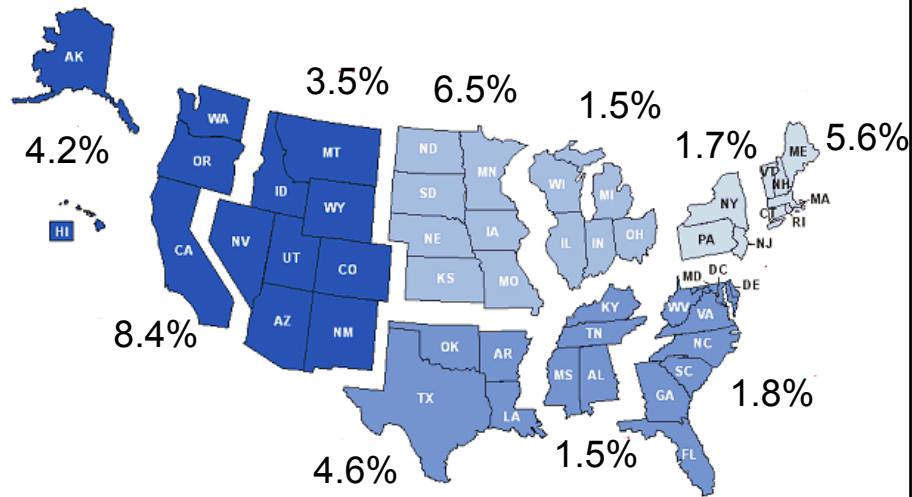 AK
3.5%
6.5%
1.5%
WA
4.2%
OR
MT
ND
MN
1.7%
ME
5.6%
ID
SD
WI
MI
VT
NH
WY
NY
MA
HI
CA
NV
UT
CO
NE
IA
IL
IN
OH
PA
CT
RI
NJ
KS
MO
MD
DC
DE
8.4%
AZ
NM
OK
AR
KY
TN
WV
VA
NC
TX
LA
MS
AL
SC
GA
1.8%
4.6%
1.5%
FL